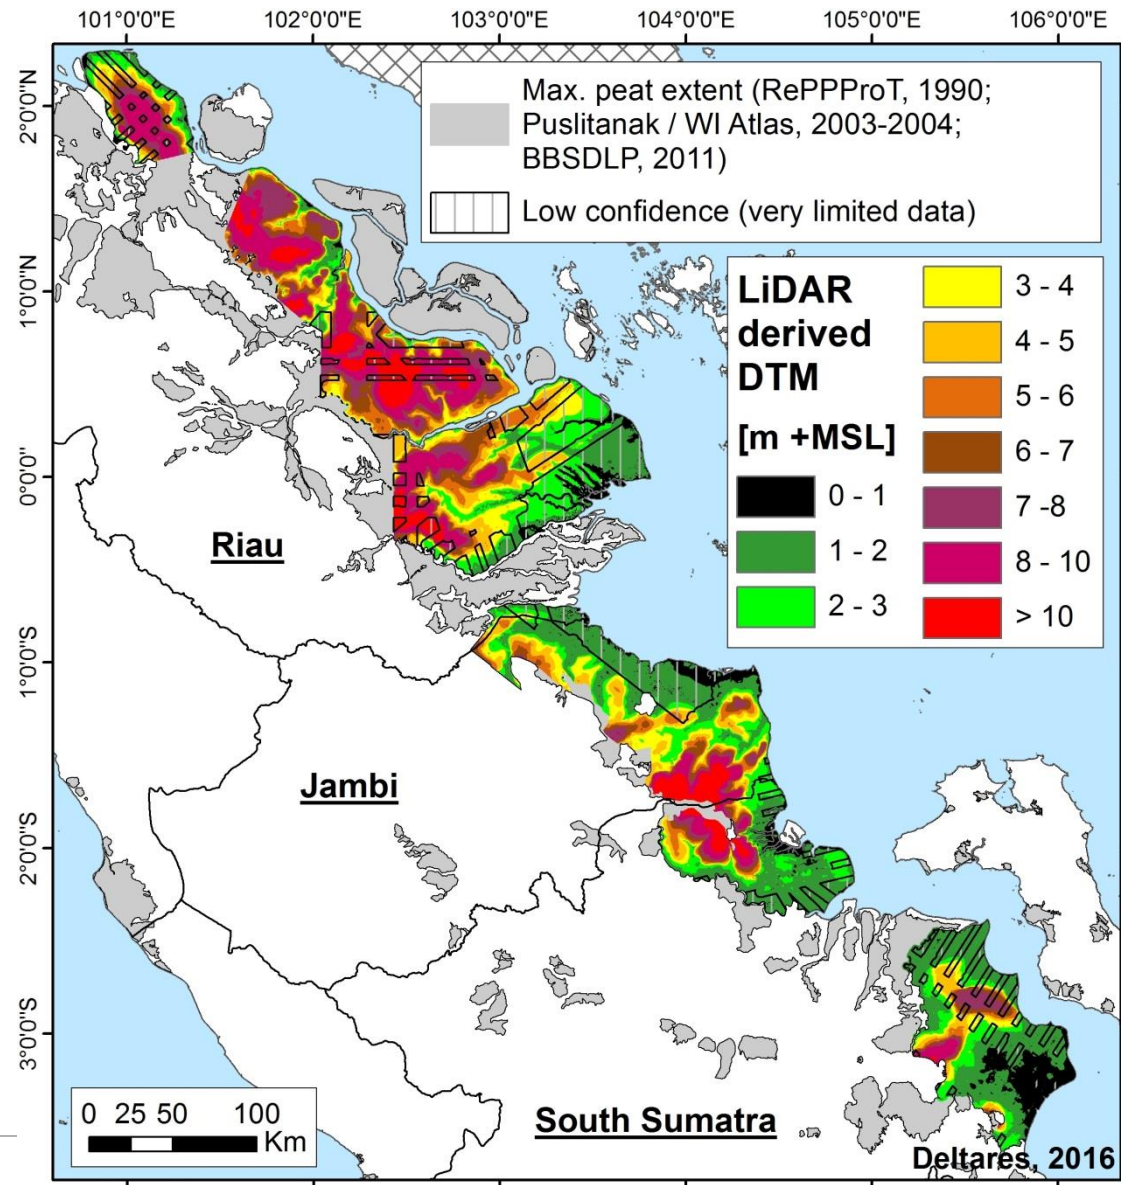 101°0'0"E 102°0'0"E 103°0'0"E 104°0'0"E 105°0'0"E 106°0'0"E
2°0'0"N
1°0'0"N
0°0'0"
1°0'0"S
2°0'0"S
3°0'0"S
Max. peat extent (RePPProT, 1990;
Puslitanak / WI Atlas, 2003-2004;
BBSDLP, 2011)
Low confidence (very limited data)
LiDAR
derived
DTM
[m +MSL]
0 - 1
1 - 2
2 - 3
3 - 4
4 - 5
5 - 6
6 - 7
7 -8
8 - 10
> 10
Riau
Jambi
South Sumatra
0 25 50 100
Km
Deltares, 2016